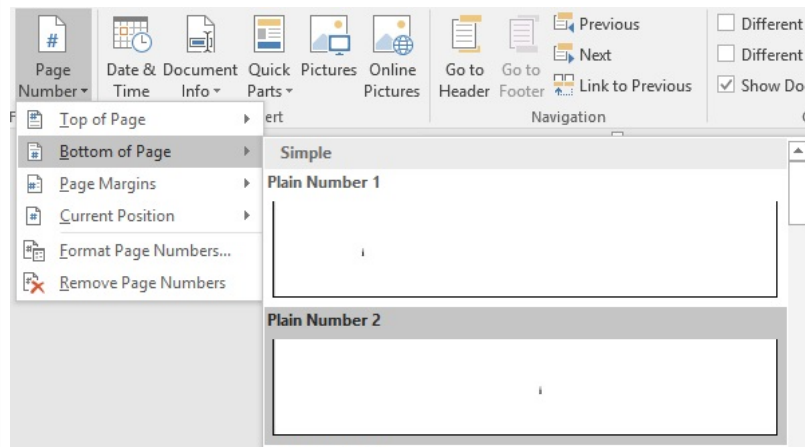 Page Number
Date & Time
Document Info
Quick Parts
Pictures
Online Pictures
Go to Header
Go to Footer
Previous
Next
Link to Previous
Different
Different
Show Do
ert
Navigation
Top of Page
Bottom of Page
Page Margins
Current Position
Format Page Numbers...
Remove Page Numbers
Simple
Plain Number 1
Plain Number 2